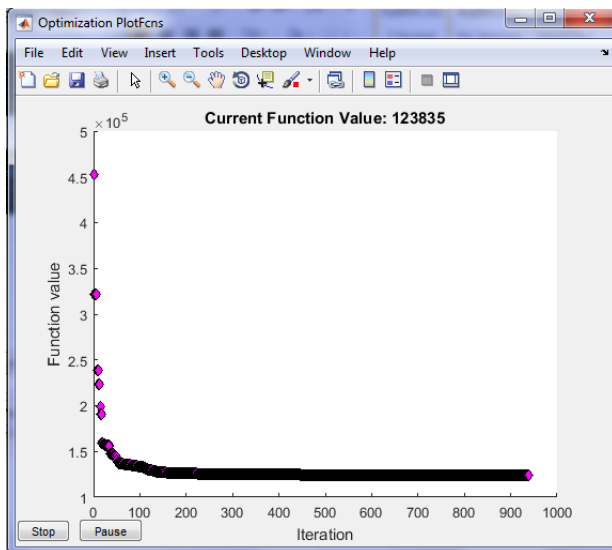 Optimization PlotFcns
File Edit View Insert Tools Desktop Window Help
×10⁵
Current Function Value: 123835
5
4.5
4
3.5
3
2.5
2
1.5
1
Function value
0 100 200 300 400 500 600 700 800 900 1000
Iteration
Stop Pause